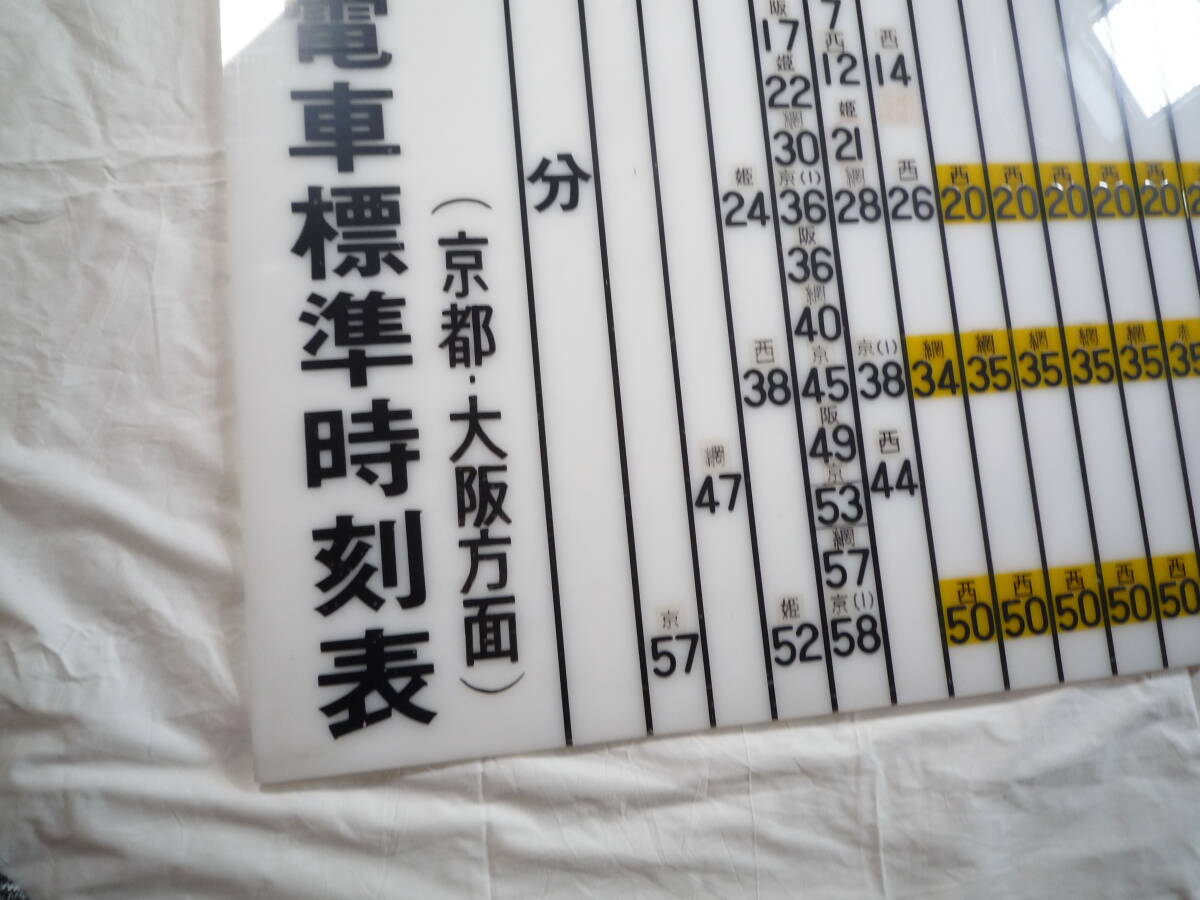 電車標準時刻表
(京都・大阪方面)
分
京
57
網
47
姫
24
西
38
姫
52
阪
17
姫
22
網
30
京(1)
36
阪
36
網
40
京
45
阪
49
京
53
網
57
京(1)
58
7
西
12
姫
21
網
28
京(1)
38
西
44
西
14
西
26
網
34
西
50
西
20
網
35
西
50
西
20
網
35
西
50
西
20
網
35
西
50
西
20
網
35
西
50
西
20
35